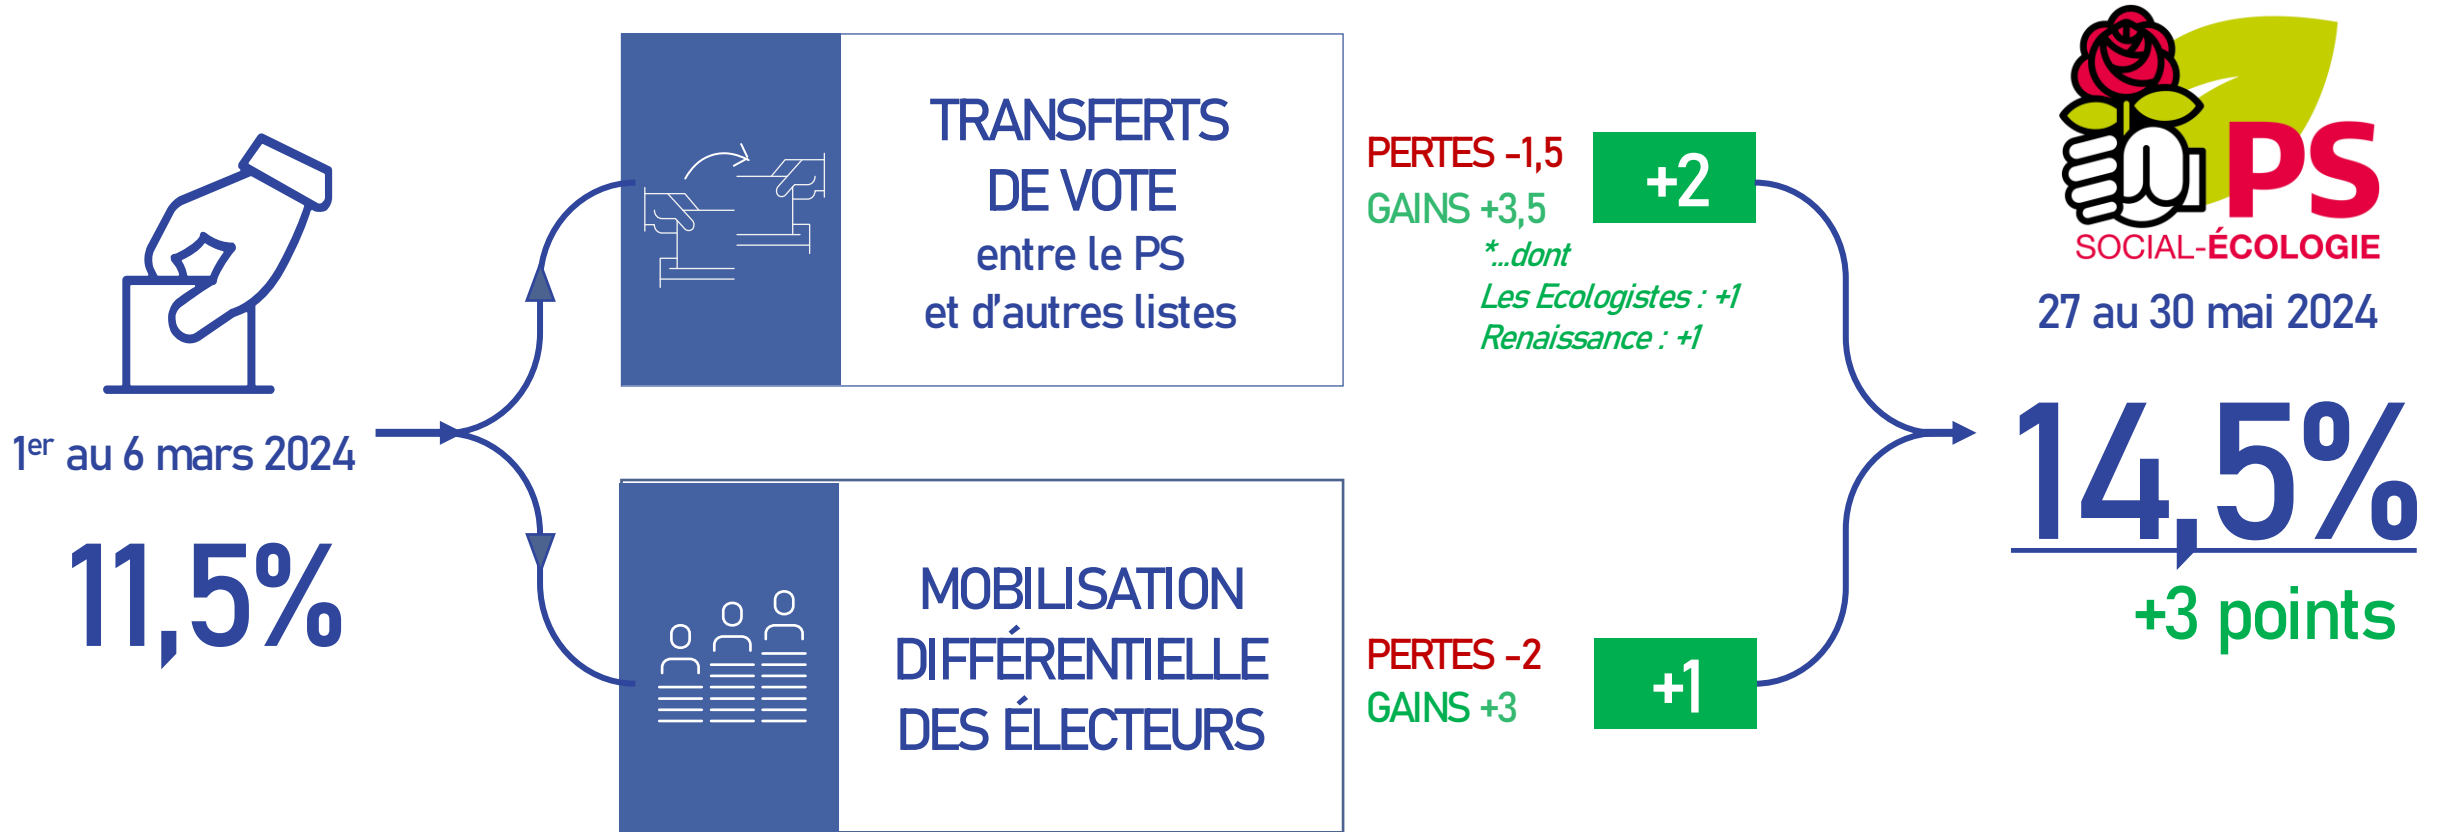 1er au 6 mars 2024
11,5%
TRANSFERTS
DE VOTE
entre le PS
et d'autres listes
PERTES -1,5
GAINS +3,5
*...dont
Les Ecologistes : +1
Renaissance : +1
+2
MOBILISATION
DIFFÉRENTIELLE
DES ÉLECTEURS
PERTES -2
GAINS +3
+1
PS
SOCIAL-ÉCOLOGIE
27 au 30 mai 2024
14,5%
+3 points